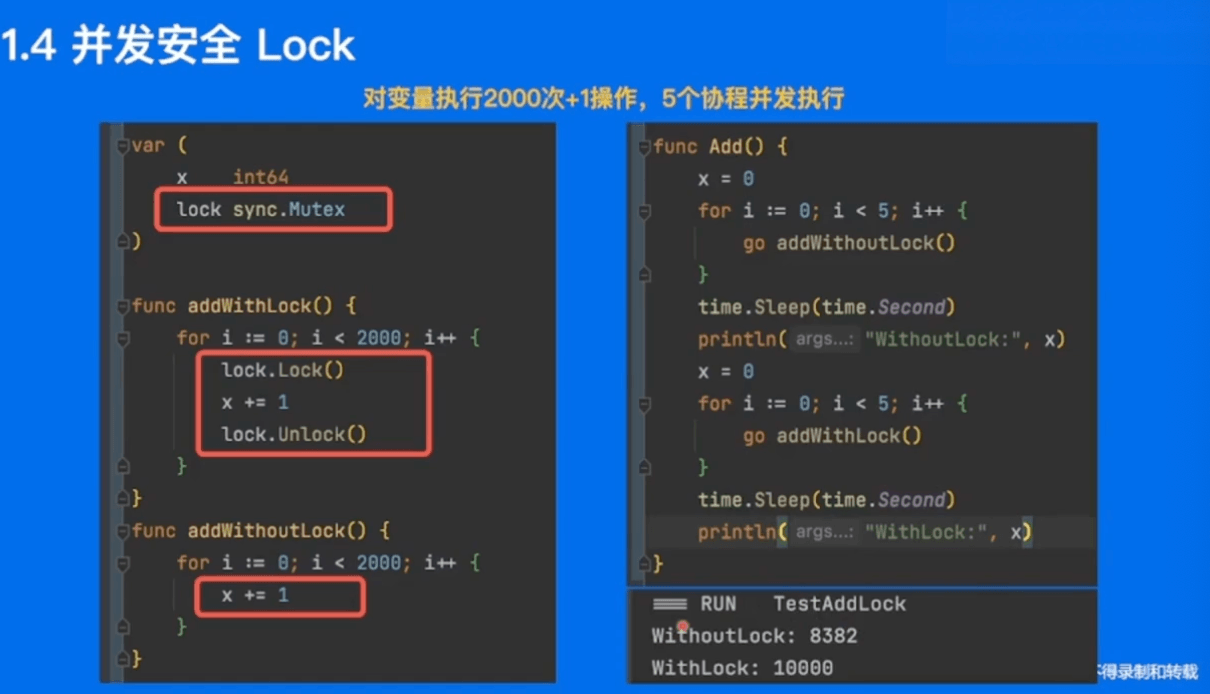 1.4 并发安全 Lock
对变量执行2000次+1操作，5个协程并发执行
var (
x int64
lock sync.Mutex
)
func addWithLock() {
for i := 0; i < 2000; i++ {
lock.Lock()
x += 1
lock.Unlock()
}
}
func addWithoutLock() {
for i := 0; i < 2000; i++ {
x += 1
}
}
func Add() {
x = 0
for i := 0; i < 5; i++ {
go addWithoutLock()
}
time.Sleep(time.Second)
println( args...: "WithoutLock:", x)
x = 0
for i := 0; i < 5; i++ {
go addWithLock()
}
time.Sleep(time.Second)
println( args...: "WithLock:", x)
}
=== RUN TestAddLock
WithoutLock: 8382
WithLock: 10000
得录制和转载